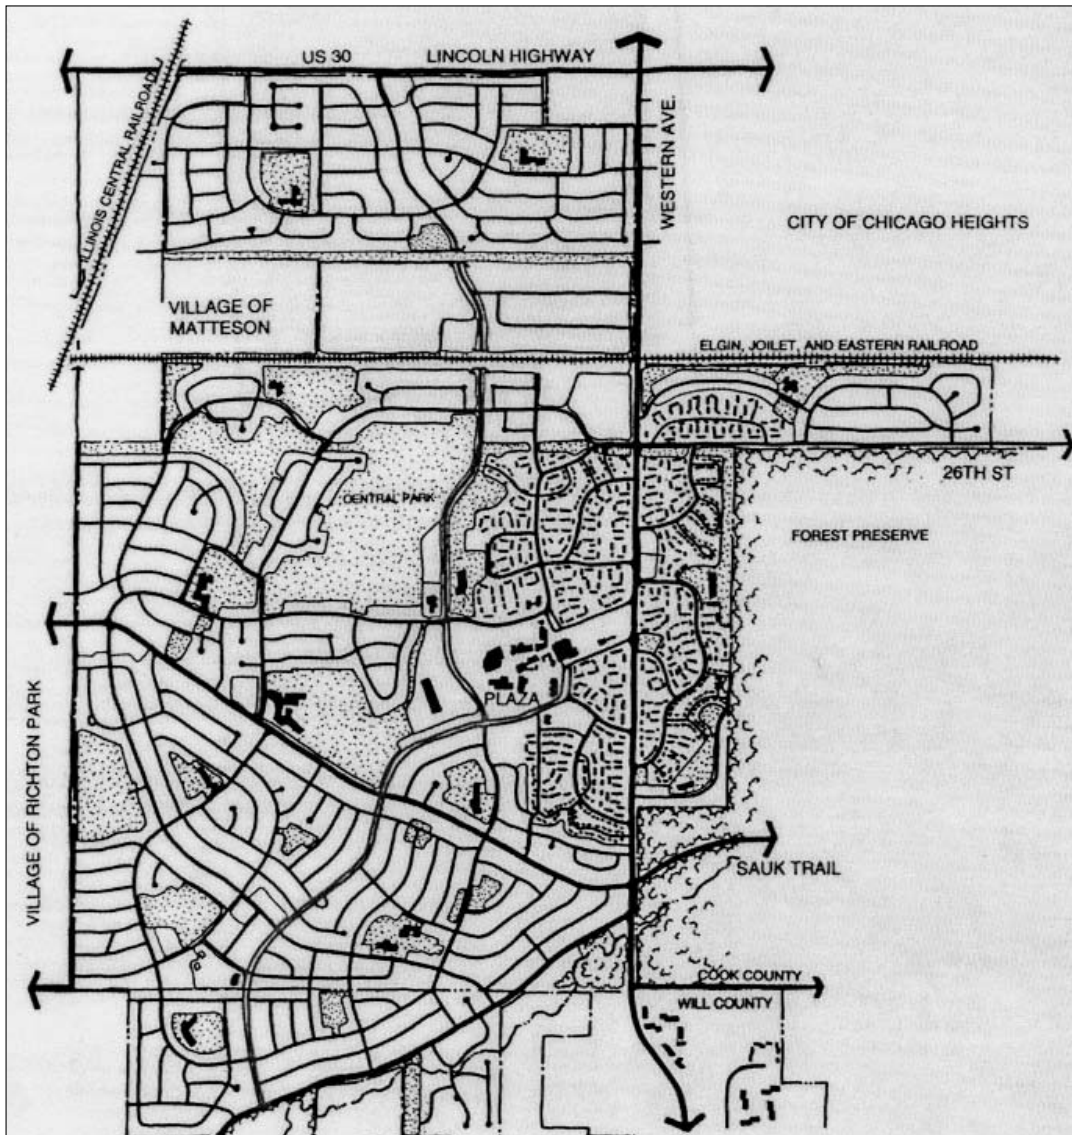 US 30 LINCOLN HIGHWAY
ILLINOIS CENTRAL RAILROAD
WESTERN AVE.
CITY OF CHICAGO HEIGHTS
VILLAGE OF
MATTESON
ELGIN, JOILET, AND EASTERN RAILROAD
26TH ST
CENTRAL PARK
FOREST PRESERVE
PLAZA
VILLAGE OF RICHTON PARK
SAUK TRAIL
COOK COUNTY
WILL COUNTY